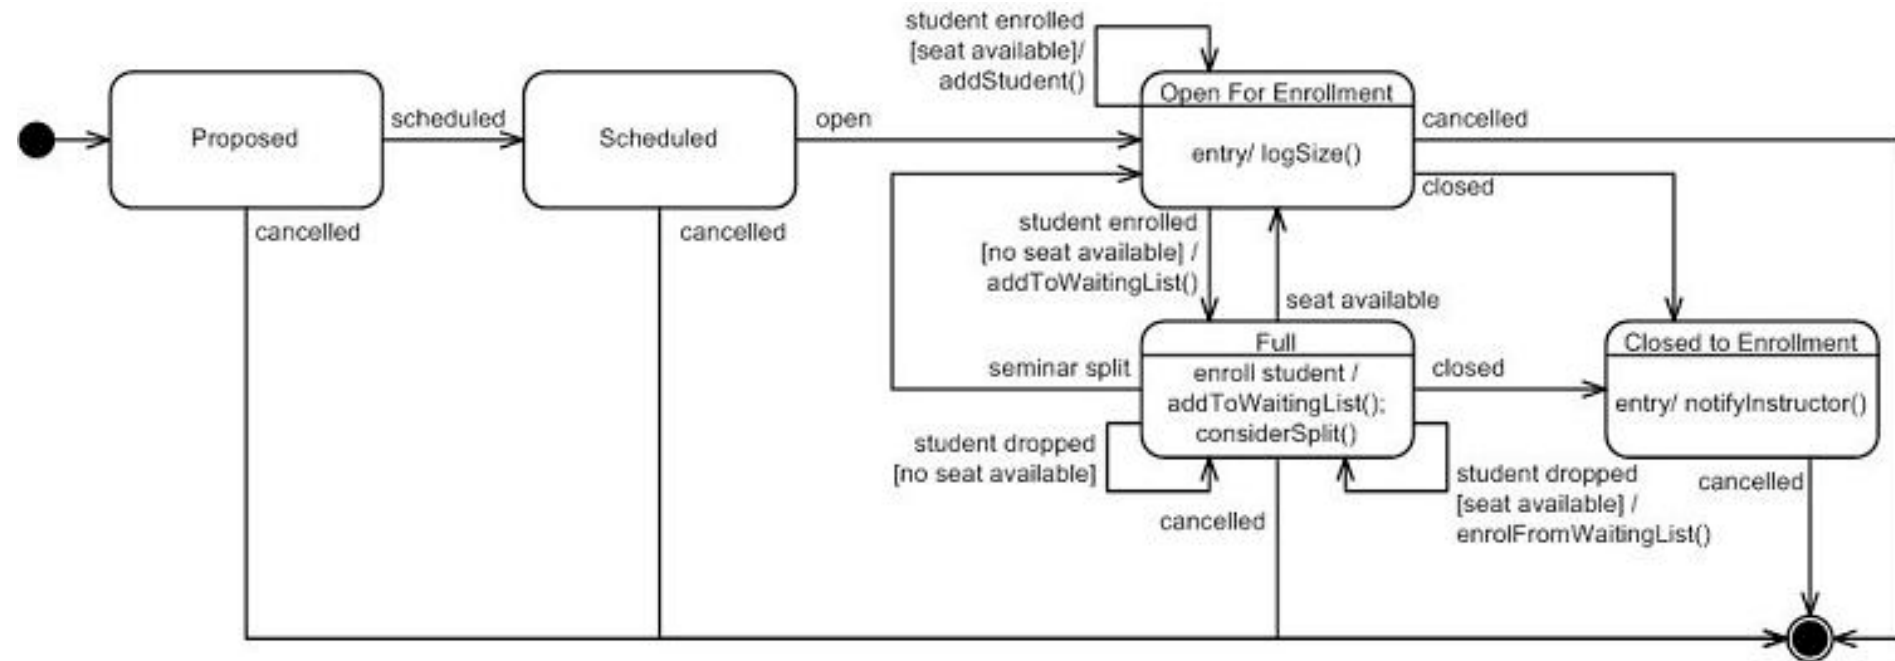 student enrolled
[seat available]/
addStudent()
Proposed
scheduled
Scheduled
open
Open For Enrollment
entry/ logSize()
cancelled
closed
cancelled
cancelled
student enrolled
[no seat available] /
addToWaitingList()
seat available
seminar split
Full
enroll student /
addToWaitingList();
considerSplit()
closed
Closed to Enrollment
entry/ notifyInstructor()
student dropped
[no seat available]
cancelled
student dropped
[seat available] /
enrolFromWaitingList()
cancelled